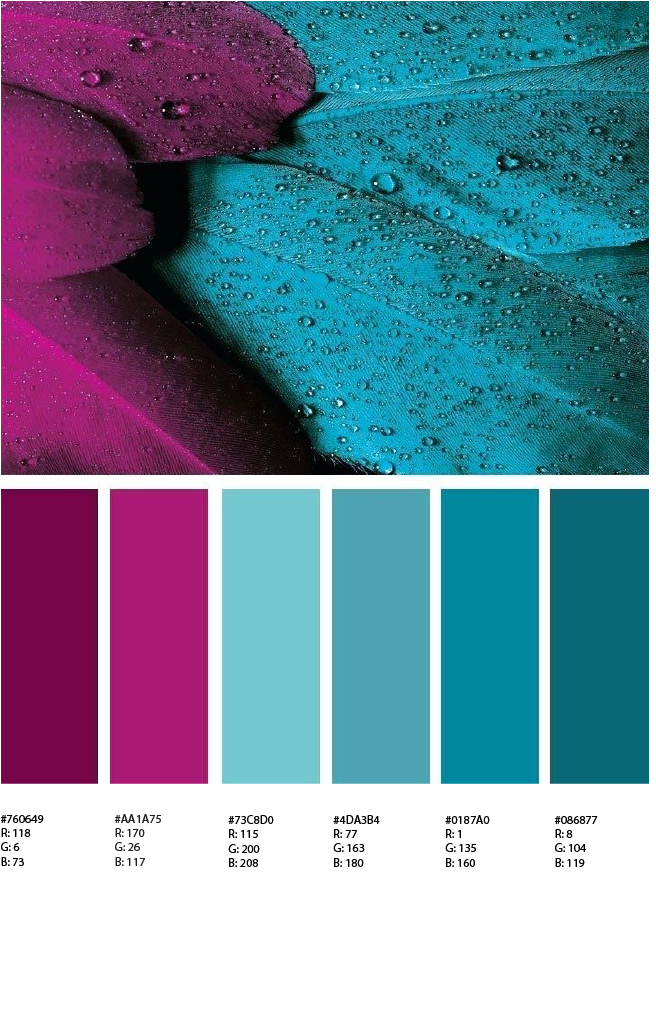 #760649
R: 118
G: 6
B: 73
#AA1A75
R: 170
G: 26
B: 117
#73C8D0
R: 115
G: 200
B: 208
#4DA3B4
R: 77
G: 163
B: 180
#0187A0
R: 1
G: 135
B: 160
#086877
R: 8
G: 104
B: 119